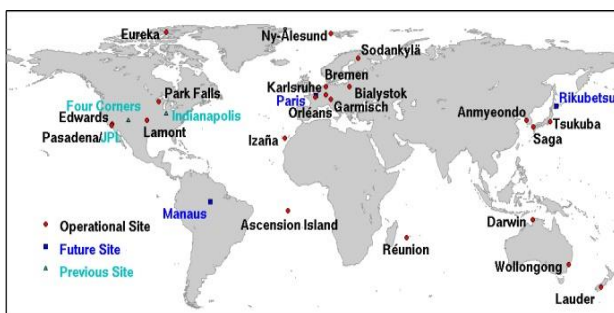 Eureka
Ny-Ålesund
Sodankylä
Bremen
Karlsruhe
Park Falls
Bialystok
Paris
Four Corners
Rikubetsu
Indianapolis
Garmisch
Orléans
Edwards
Anmyeondo
Tsukuba
Lamont
Pasadena/JPL
Saga
Izaña
Manaus
Operational Site
Ascension Island
Darwin
Future Site
Réunion
Previous Site
Wollongong
Lauder